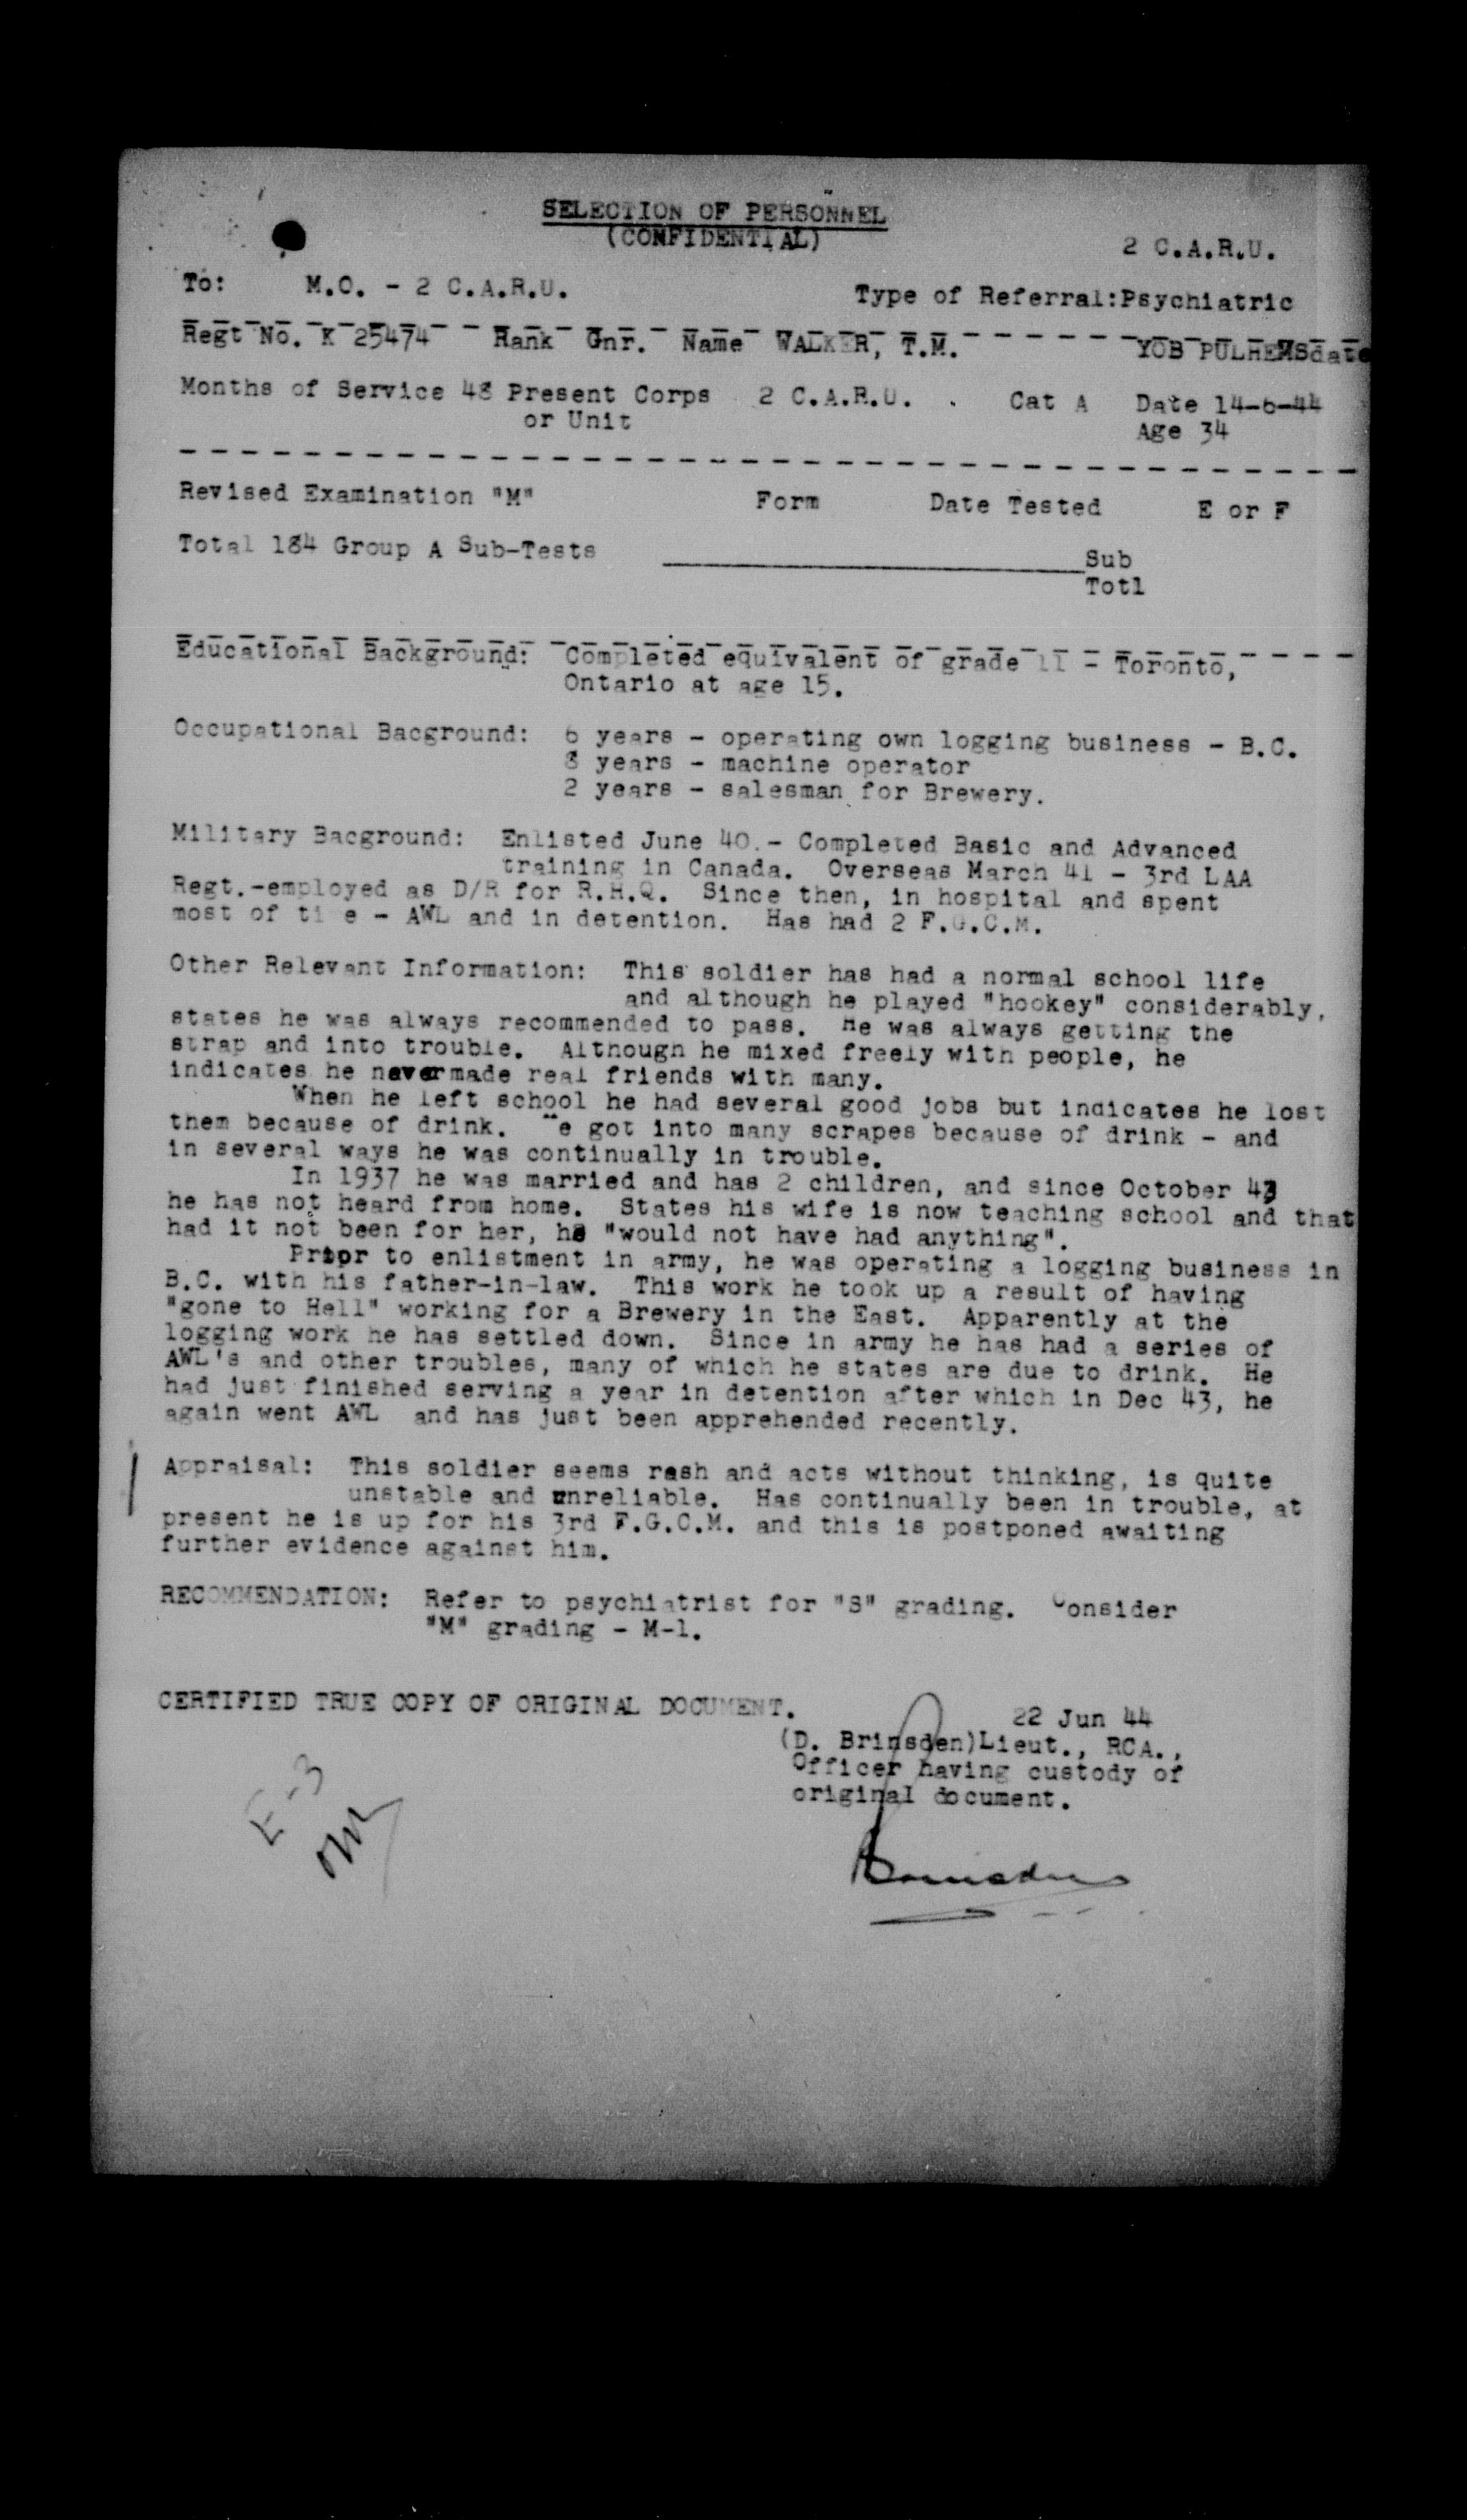 SELECTION OF PERSONNEL
(CONFIDENTIAL)
2 C.A.R.U.
To: M.O. - 2 C.A.R.U.
Type of Referral:Psychiatric
Regt No. K 25474 Rank Gnr. Name WALKER, T.M. YOB PULHEMSdate
Months of Service 48 Present Corps 2 C.A.R.U. . Cat A Date 14-6-44
or Unit Age 34
Revised Examination "M" Form Date Tested E or F
Total 184 Group A Sub-Tests Sub
Totl
Educational Background: Completed equivalent of grade 11 - Toronto,
Ontario at age 15.
Occupational Bacground: 6 years - operating own logging business - B.C.
8 years - machine operator
2 years - salesman for Brewery.
Military Bacground: Enlisted June 40.- Completed Basic and Advanced
training in Canada. Overseas March 41 - 3rd LAA
Regt.-employed as D/R for R.H.Q. Since then, in hospital and spent
most of ti e - AWL and in detention. Has had 2 F.G.C.M.
Other Relevant Information: This soldier has had a normal school life
and although he played "hookey" considerably,
states he was always recommended to pass. He was always getting the
strap and into trouble. Although he mixed freely with people, he
indicates he never made real friends with many.
When he left school he had several good jobs but indicates he lost
them because of drink. He got into many scrapes because of drink - and
in several ways he was continually in trouble.
In 1937 he was married and has 2 children, and since October 43
he has not heard from home. States his wife is now teaching school and that
had it not been for her, he "would not have had anything".
Prior to enlistment in army, he was operating a logging business in
B.C. with his father-in-law. This work he took up a result of having
"gone to Hell" working for a Brewery in the East. Apparently at the
logging work he has settled down. Since in army he has had a series of
AWL's and other troubles, many of which he states are due to drink. He
had just finished serving a year in detention after which in Dec 43, he
again went AWL and has just been apprehended recently.
Appraisal: This soldier seems rash and acts without thinking, is quite
unstable and unreliable. Has continually been in trouble, at
present he is up for his 3rd F.G.C.M. and this is postponed awaiting
further evidence against him.
RECOMMENDATION: Refer to psychiatrist for "S" grading. Consider
"M" grading - M-1.
CERTIFIED TRUE COPY OF ORIGINAL DOCUMENT.
22 Jun 44
(D. Brinsden)Lieut., RCA.,
Officer having custody of
original document.
E-3